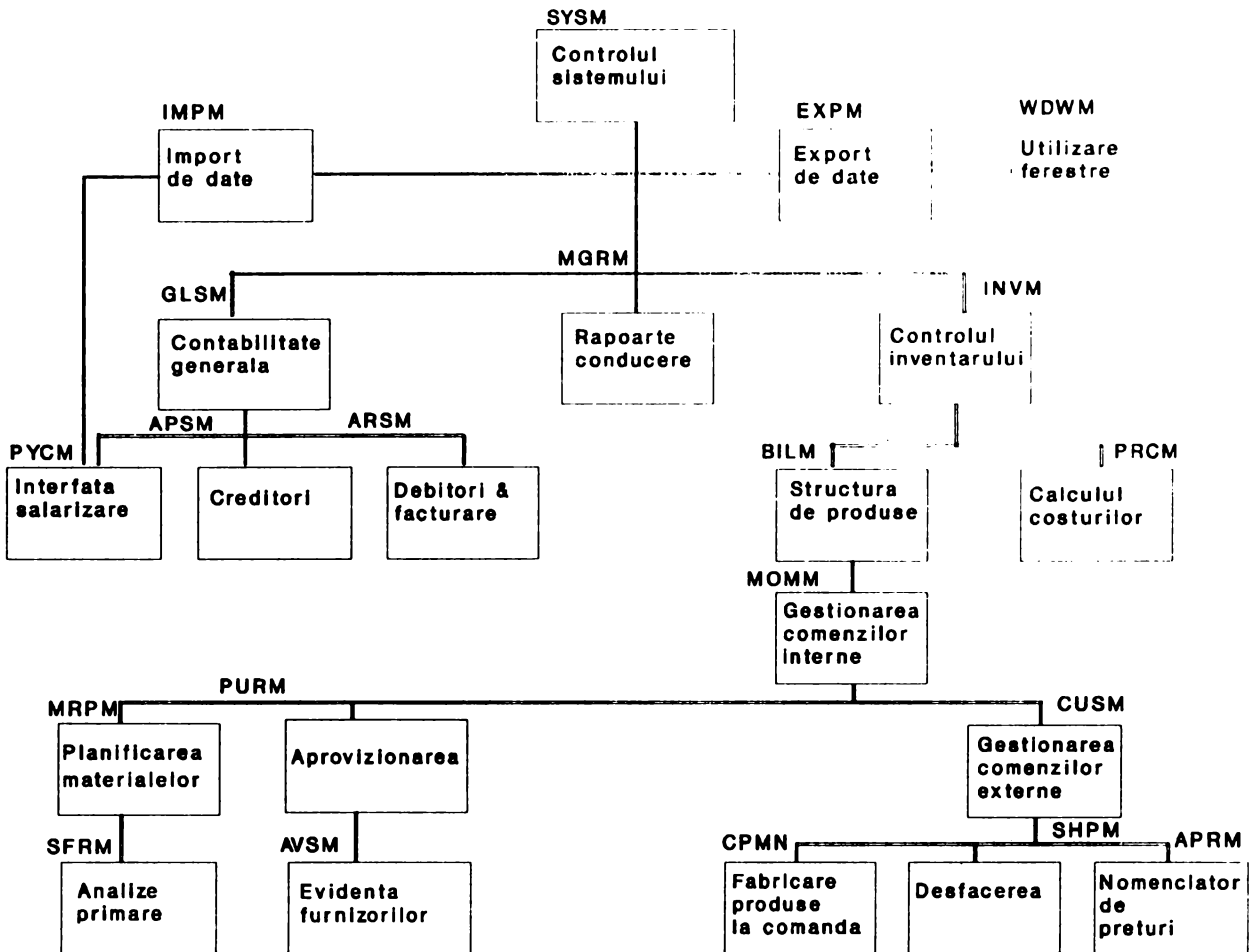 SYSM
Controlul
sistemului
IMPM
Import
de date
EXPM
Export
de date
WDWM
Utilizare
ferestre
MGRM
GLSM
Contabilitate
generala
Rapoarte
conducere
INVM
Controlul
inventarului
APSM
ARSM
PYCM
Interfata
salarizare
Creditori
Debitori &
facturare
BILM
Structura
de produse
PRCM
Calculul
costurilor
MOMM
Gestionarea
comenzilor
interne
PURM
MRPM
Planificarea
materialelor
Aprovizionarea
CUSM
Gestionarea
comenzilor
externe
SFRM
Analize
primare
AVSM
Evidenta
furnizorilor
SHPM
CPMN
Fabricare
produse
la comanda
Desfacerea
APRM
Nomenclator
de
preturi